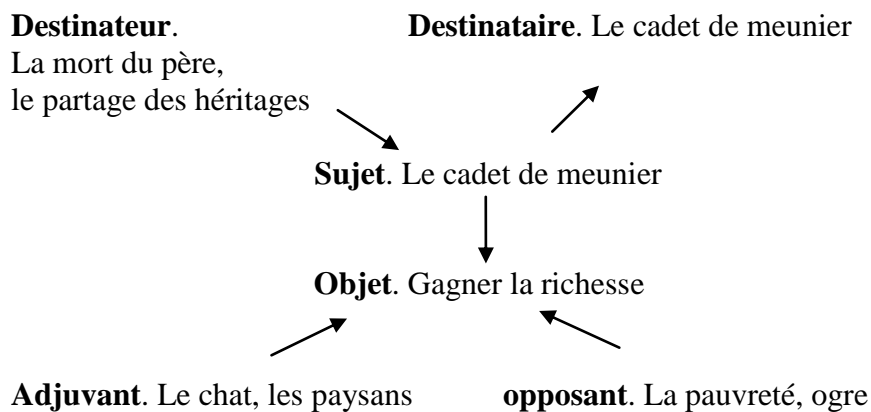 Destinateur. Destinataire. Le cadet de meunier
La mort du père,
le partage des héritages
Sujet. Le cadet de meunier
Objet. Gagner la richesse
Adjuvant. Le chat, les paysans opposant. La pauvreté, ogre